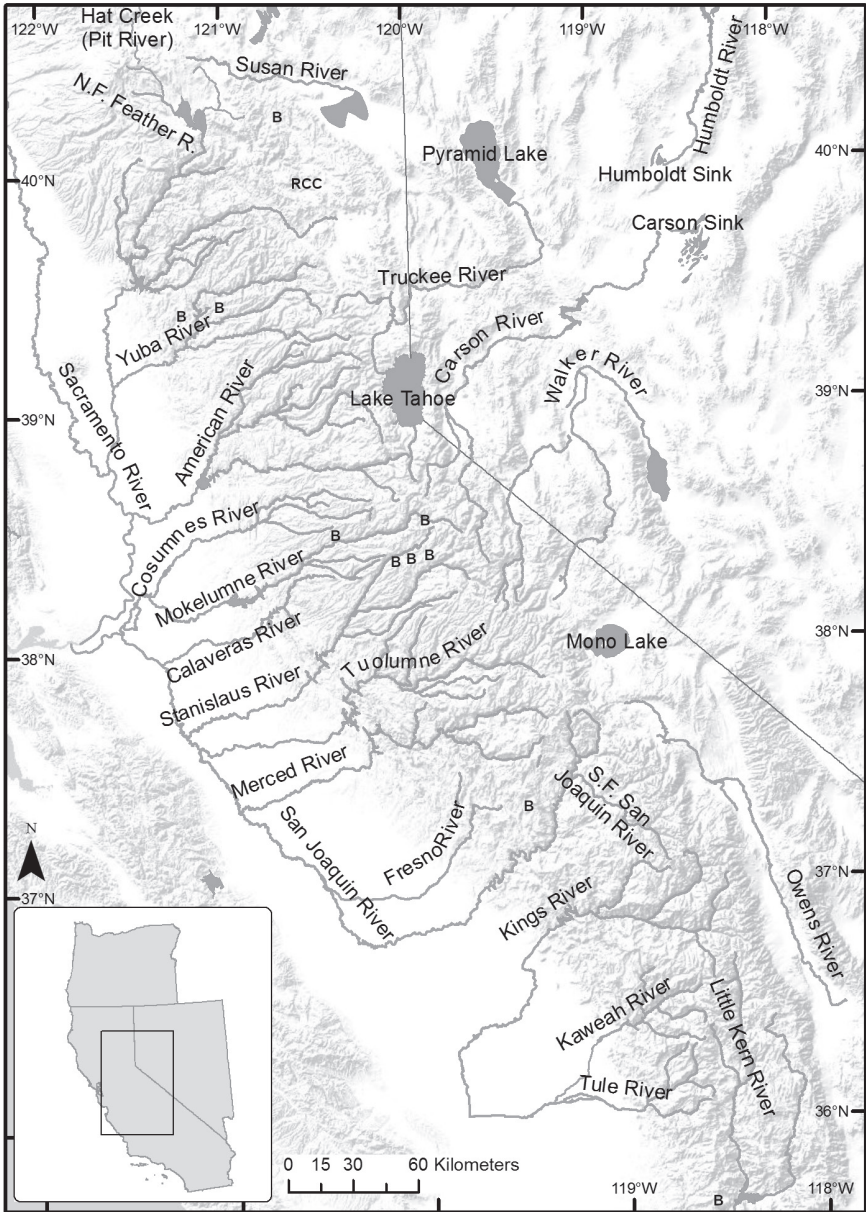 122°W
Hat Creek
(Pit River)
121°W
120°W
119°W
118°W
Susan River
N.F. Feather R.
B
Humboldt River
Pyramid Lake
40°N
Humboldt Sink
40°N
RCC
Carson Sink
Truckee River
B
B
Yuba River
Carson River
Walker River
Sacramento River
American River
Lake Tahoe
39°N
39°N
Cosumnes River
B
B
B
B
B
Mokelumne River
Calaveras River
Tuolumne River
Mono Lake
38°N
38°N
Stanislaus River
Merced River
S.F. San
Joaquin River
B
San Joaquin River
FresnoRiver
N
37°N
37°N
Kings River
Owens River
Kaweah River
Little Kern River
Tule River
36°N
0 15 30 60 Kilometers
119°W
118°W
B